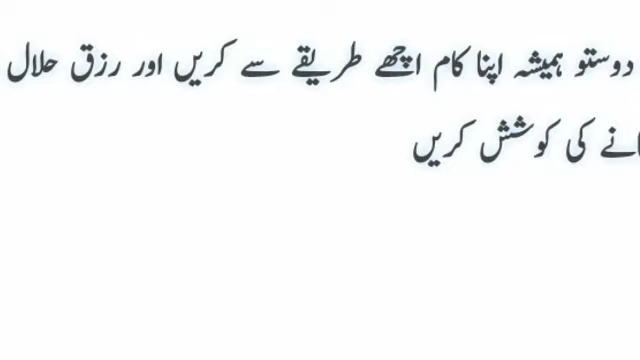 دوستو ہمیشہ اپنا کام اچھے طریقے سے کریں اور رزق حلال
کی کوشش کریں